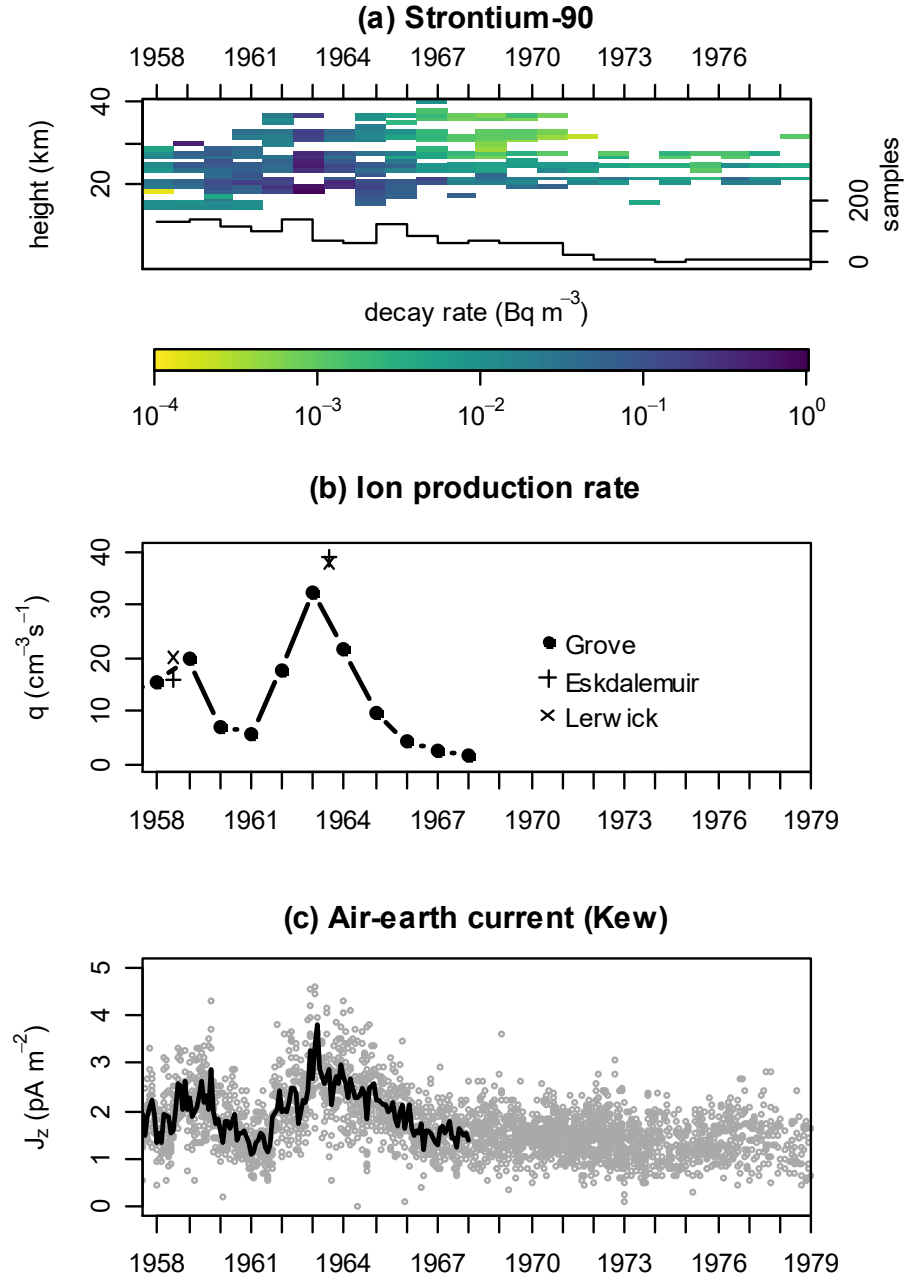 (a) Strontium-90
1958 1961 1964 1967 1970 1973 1976
40
20
height (km)
200
0
samples
decay rate (Bq m⁻³)
10⁻⁴ 10⁻³ 10⁻² 10⁻¹ 10⁰
(b) Ion production rate
40
30
20
10
0
q (cm⁻³s⁻¹)
Grove
Eskdalemuir
Lerwick
1958 1961 1964 1967 1970 1973 1976 1979
(c) Air-earth current (Kew)
5
4
3
2
1
0
J_z (pA m⁻²)
1958 1961 1964 1967 1970 1973 1976 1979